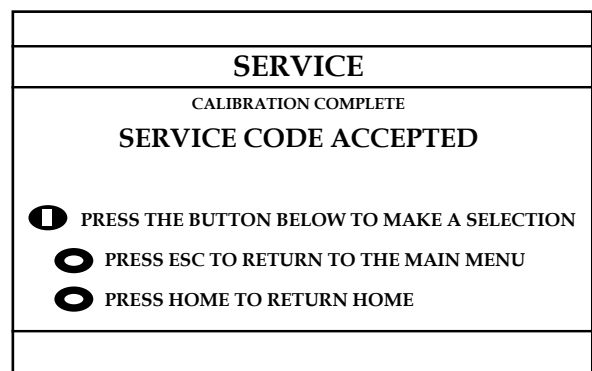 SERVICE
CALIBRATION COMPLETE
SERVICE CODE ACCEPTED
PRESS THE BUTTON BELOW TO MAKE A SELECTION
PRESS ESC TO RETURN TO THE MAIN MENU
PRESS HOME TO RETURN HOME